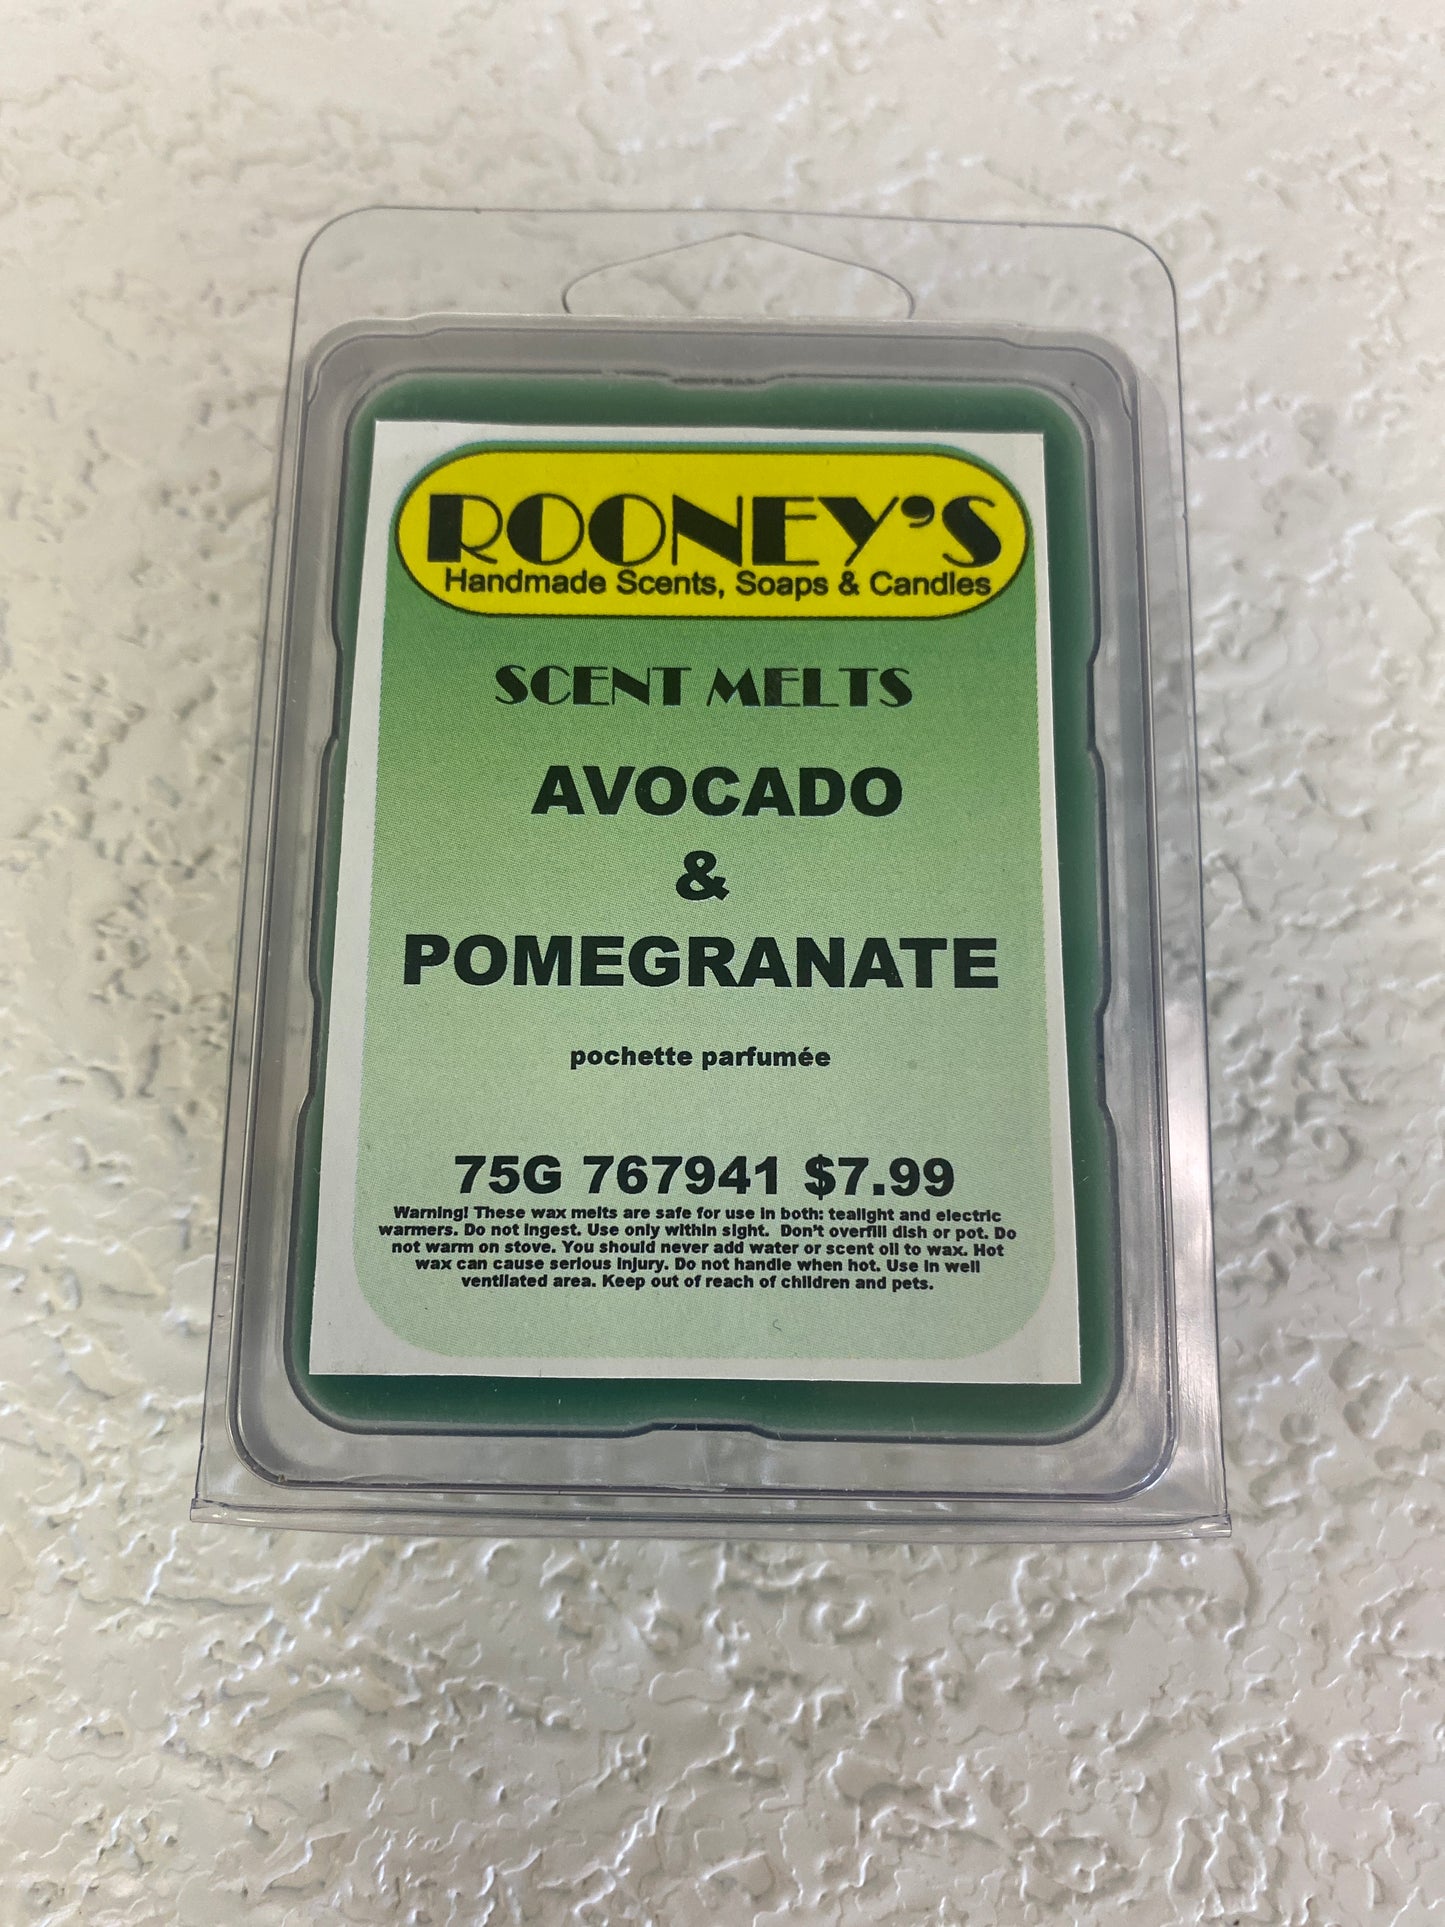 ROONEY'S
Handmade Scents, Soaps & Candles
SCENT MELTS
AVOCADO
&
POMEGRANATE
pochette parfumée
75G 767941 $7.99
Warning! These wax melts are safe for use in both: tealight and electric
warmers. Do not ingest. Use only within sight. Don't overfill dish or pot. Do
not warm on stove. You should never add water or scent oil to wax. Hot
wax can cause serious injury. Do not handle when hot. Use in well
ventilated area. Keep out of reach of children and pets.